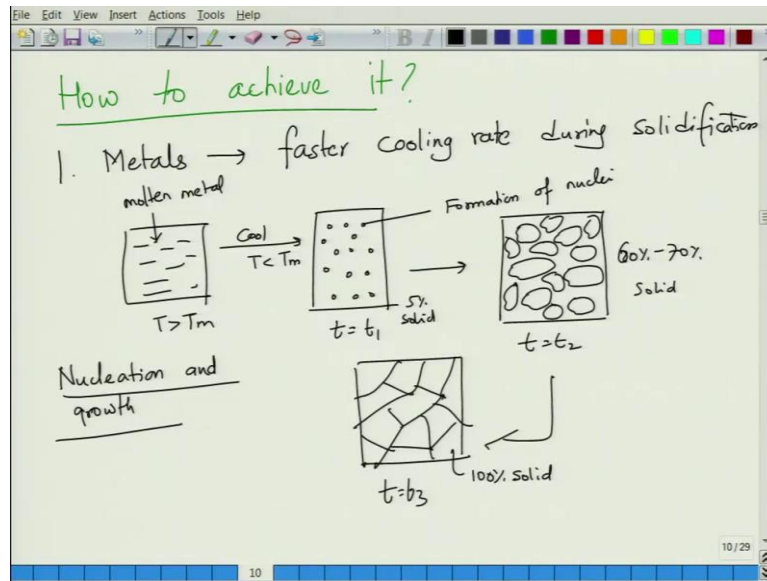 File Edit View Insert Actions Tools Help
B I
How to achieve it?
1. Metals → faster cooling rate during solidification
molten metal
Cool
T < Tm
T > Tm
Formation of nuclei
5% solid
t = t1
60% - 70%
solid
t = t2
Nucleation and
growth
100% solid
t = t3
10/29
10